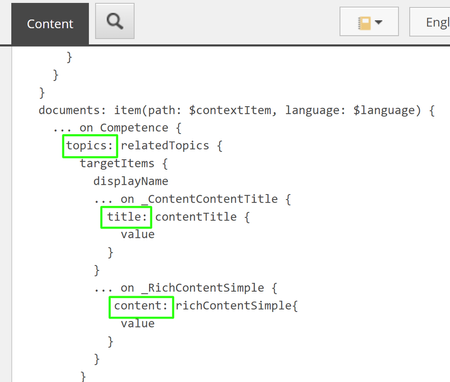 Content
Engl
}
}
}
documents: item(path: $contextItem, language: $language) {
... on Competence {
topics: relatedTopics {
targetItems {
displayName
... on _ContentContentTitle {
title: contentTitle {
value
}
}
... on _RichContentSimple {
content: richContentSimple{
value
}
}
}